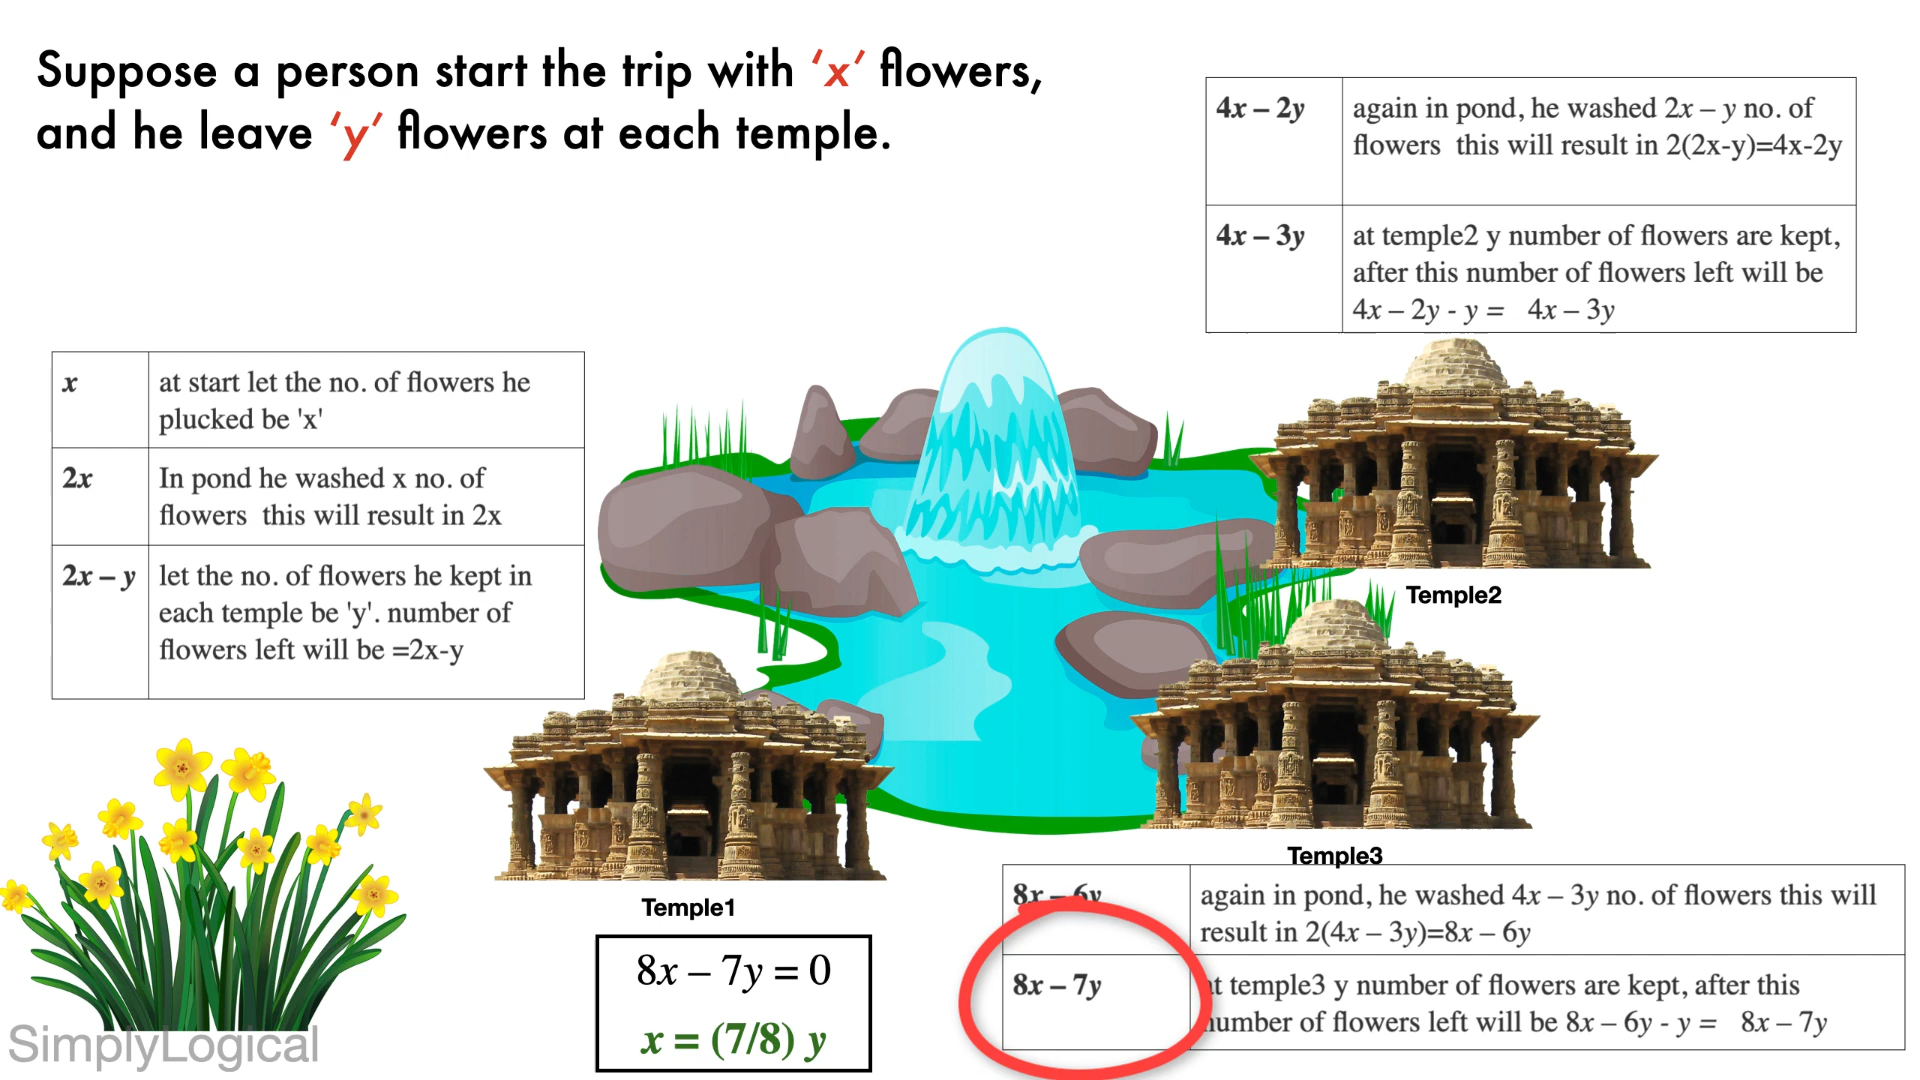 Suppose a person start the trip with ‘x’ flowers,
and he leave ‘y’ flowers at each temple.
4x – 2y again in pond, he washed 2x – y no. of
flowers this will result in 2(2x-y)=4x-2y
4x – 3y at temple2 y number of flowers are kept,
after this number of flowers left will be
4x – 2y - y = 4x – 3y
x at start let the no. of flowers he
plucked be 'x'
2x In pond he washed x no. of
flowers this will result in 2x
2x – y let the no. of flowers he kept in
each temple be 'y'. number of
flowers left will be =2x-y
Temple2
Temple3
Temple1
8x – 6y again in pond, he washed 4x – 3y no. of flowers this will
result in 2(4x – 3y)=8x – 6y
8x – 7y at temple3 y number of flowers are kept, after this
number of flowers left will be 8x – 6y - y = 8x – 7y
8x – 7y = 0
x = (7/8) y
SimplyLogical